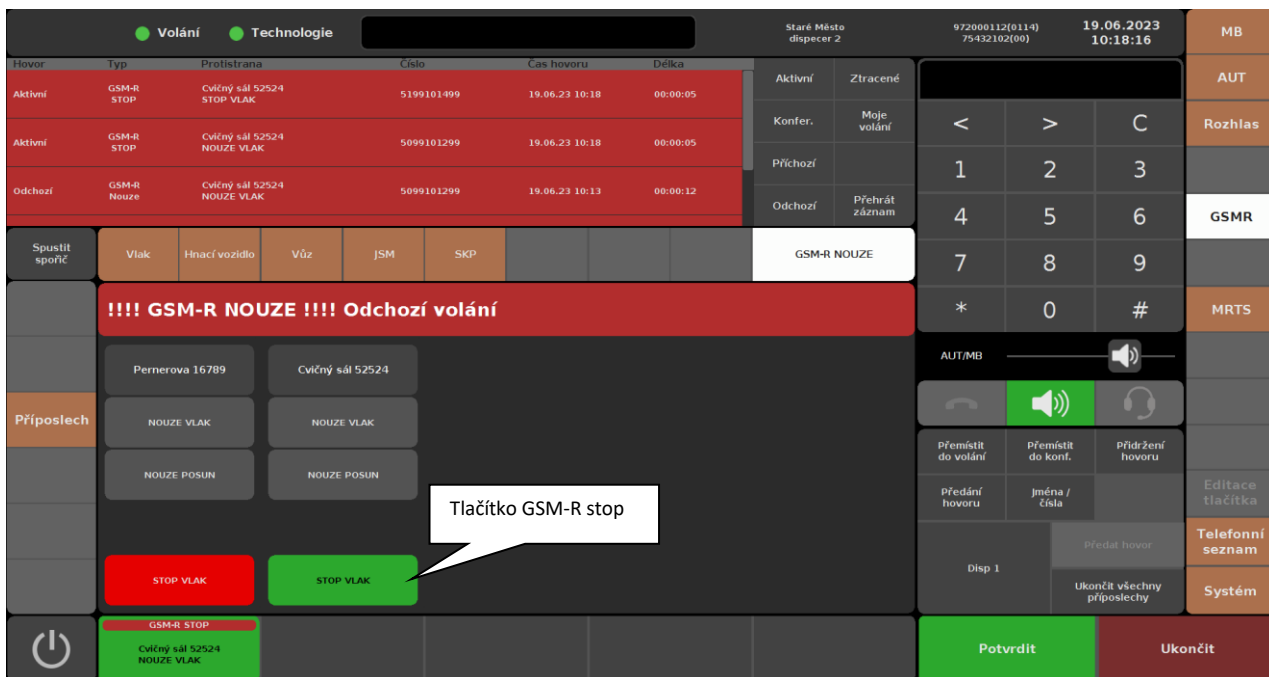 Volání
Technologie
Staré Město
dispecer 2
972000112(0114)
75432102(00)
19.06.2023
10:18:16
MB
Hovor Typ Protistrana Číslo Čas hovoru Délka
Aktivní GSM-R STOP Cvičný sál 52524 STOP VLAK 5199101499 19.06.23 10:18 00:00:05
Aktivní GSM-R STOP Cvičný sál 52524 NOUZE VLAK 5099101299 19.06.23 10:18 00:00:05
Odchozí GSM-R Nouze Cvičný sál 52524 NOUZE VLAK 5099101299 19.06.23 10:13 00:00:12
Aktivní Ztracené
Konfer. Moje volání
Příchozí
Odchozí Přehrát záznam
AUT
Rozhlas
GSMR
MRTS
< > C
1 2 3
4 5 6
7 8 9
* 0 #
Spustit
spořič
Vlak Hnací vozidlo Vůz JSM SKP GSM-R NOUZE
!!!! GSM-R NOUZE !!!! Odchozí volání
Pernerova 16789 Cvičný sál 52524
NOUZE VLAK NOUZE VLAK
NOUZE POSUN NOUZE POSUN
Příposlech
Tlačítko GSM-R stop
STOP VLAK STOP VLAK
AUT/MB
Přemístit do volání Přemístit do konf. Přidržení hovoru
Předání hovoru Jména / čísla
Disp 1
Předat hovor
Ukončit všechny
příposlechy
Editace
tlačítka
Telefonní
seznam
Systém
GSM-R STOP
Cvičný sál 52524
NOUZE VLAK
Potvrdit
Ukončit